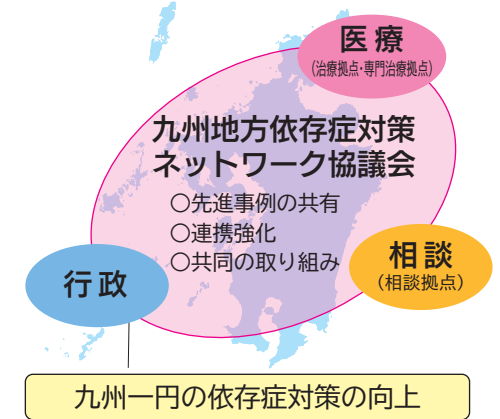 医療
(治療拠点・専門治療拠点)
九州地方依存症対策
ネットワーク協議会
○先進事例の共有
○連携強化
○共同の取り組み
相談
(相談拠点)
行政
九州一円の依存症対策の向上